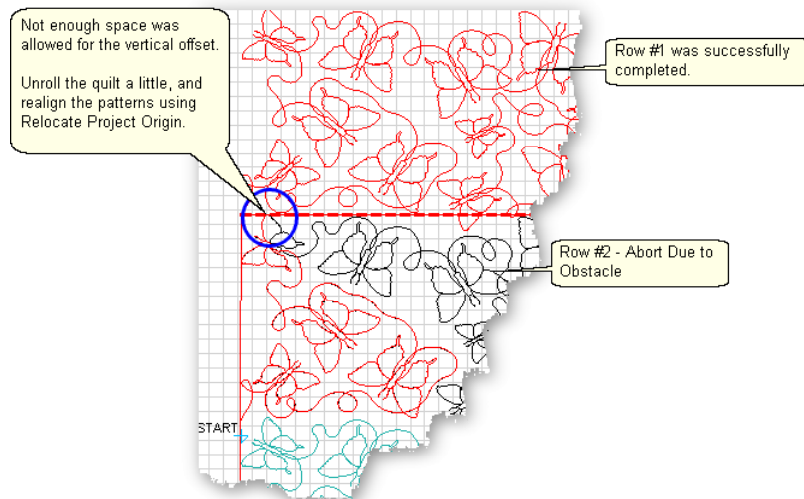 Not enough space was
allowed for the vertical offset.
Unroll the quilt a little, and
realign the patterns using
Relocate Project Origin.
Row #1 was successfully
completed.
Row #2 - Abort Due to
Obstacle
START